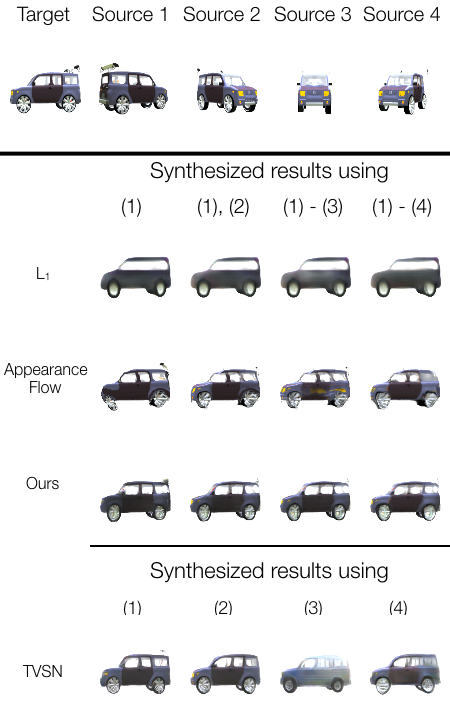 Target Source 1 Source 2 Source 3 Source 4
Synthesized results using
(1) (1), (2) (1) - (3) (1) - (4)
L₁
Appearance
Flow
Ours
Synthesized results using
(1) (2) (3) (4)
TVSN